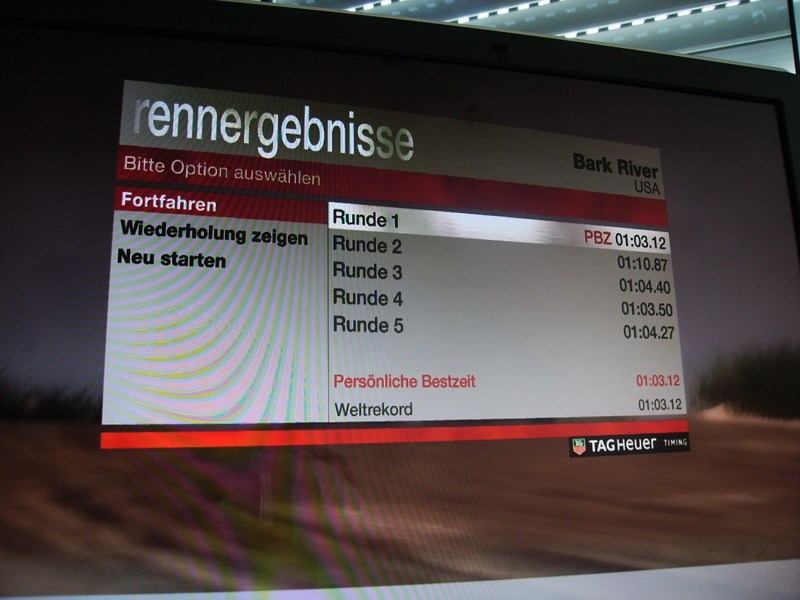 rennergebnisse
Bark River
USA
Bitte Option auswählen
Fortfahren
Wiederholung zeigen
Neu starten
Runde 1 PBZ 01:03.12
Runde 2 01:10.87
Runde 3 01:04.40
Runde 4 01:03.50
Runde 5 01:04.27
Persönliche Bestzeit 01:03.12
Weltrekord 01:03.12
TAG HEUER TIMING